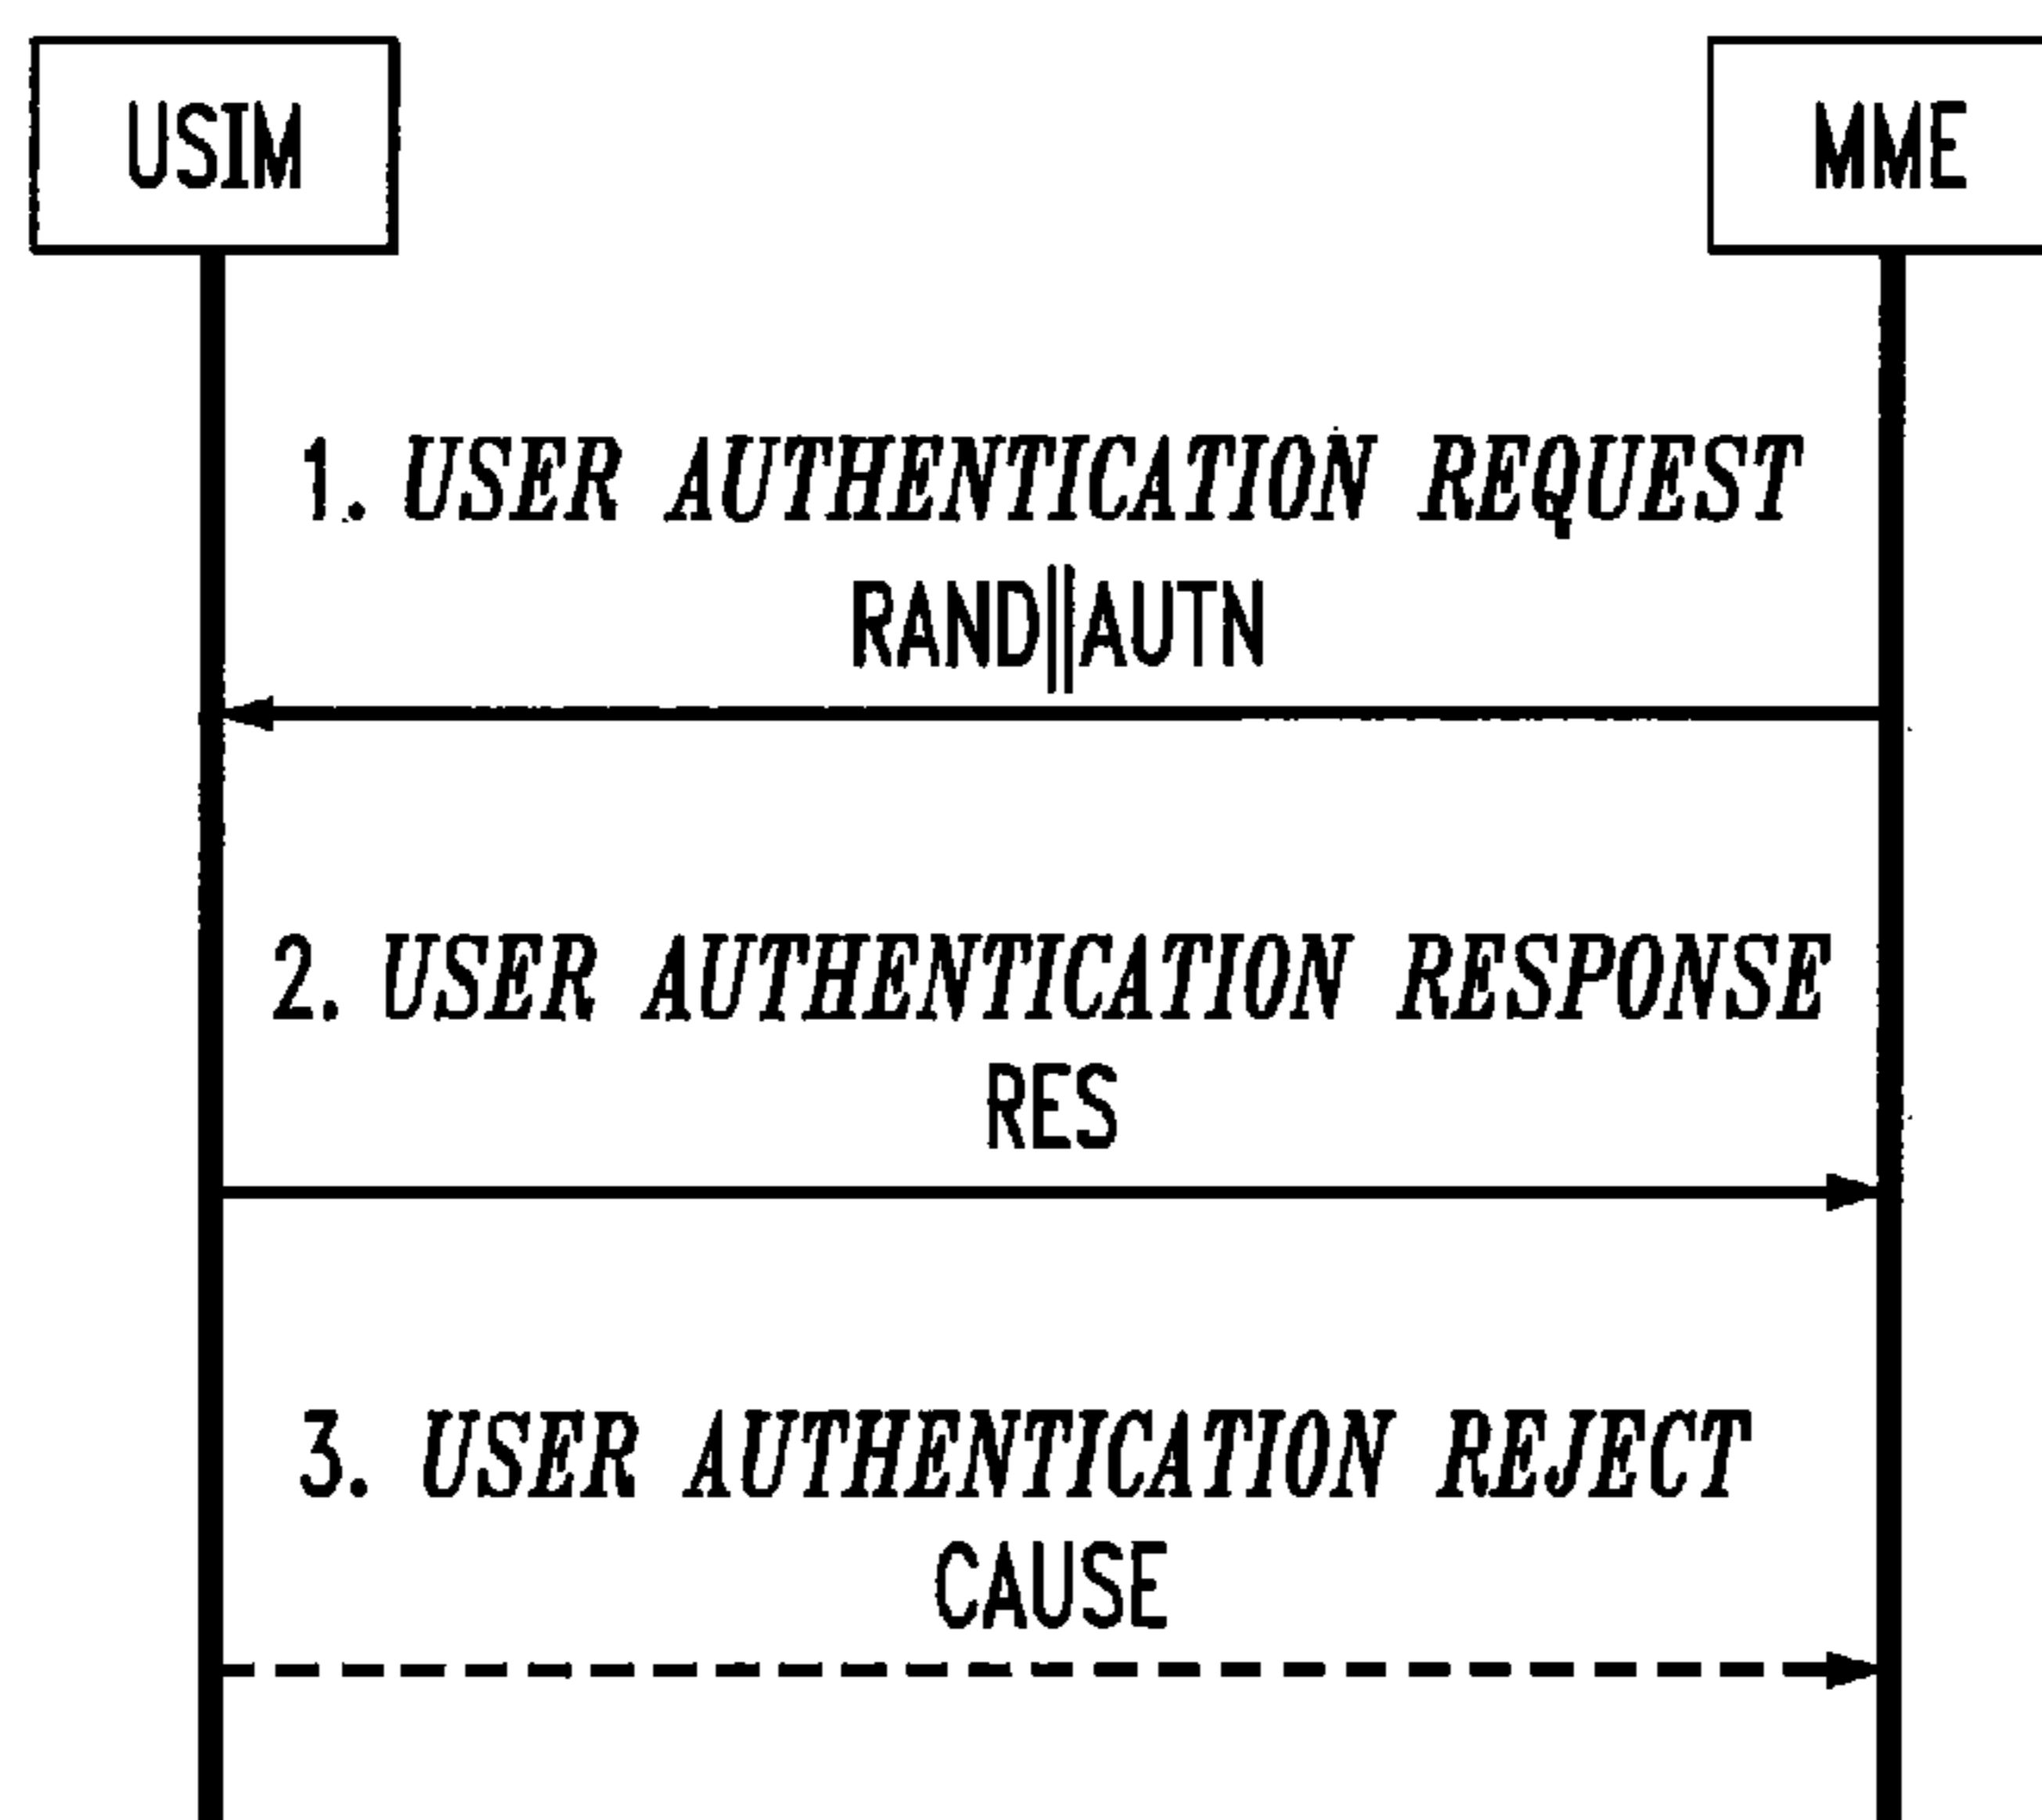 USIM
MME
1. USER AUTHENTICATION REQUEST
RAND||AUTN
2. USER AUTHENTICATION RESPONSE
RES
3. USER AUTHENTICATION REJECT
CAUSE